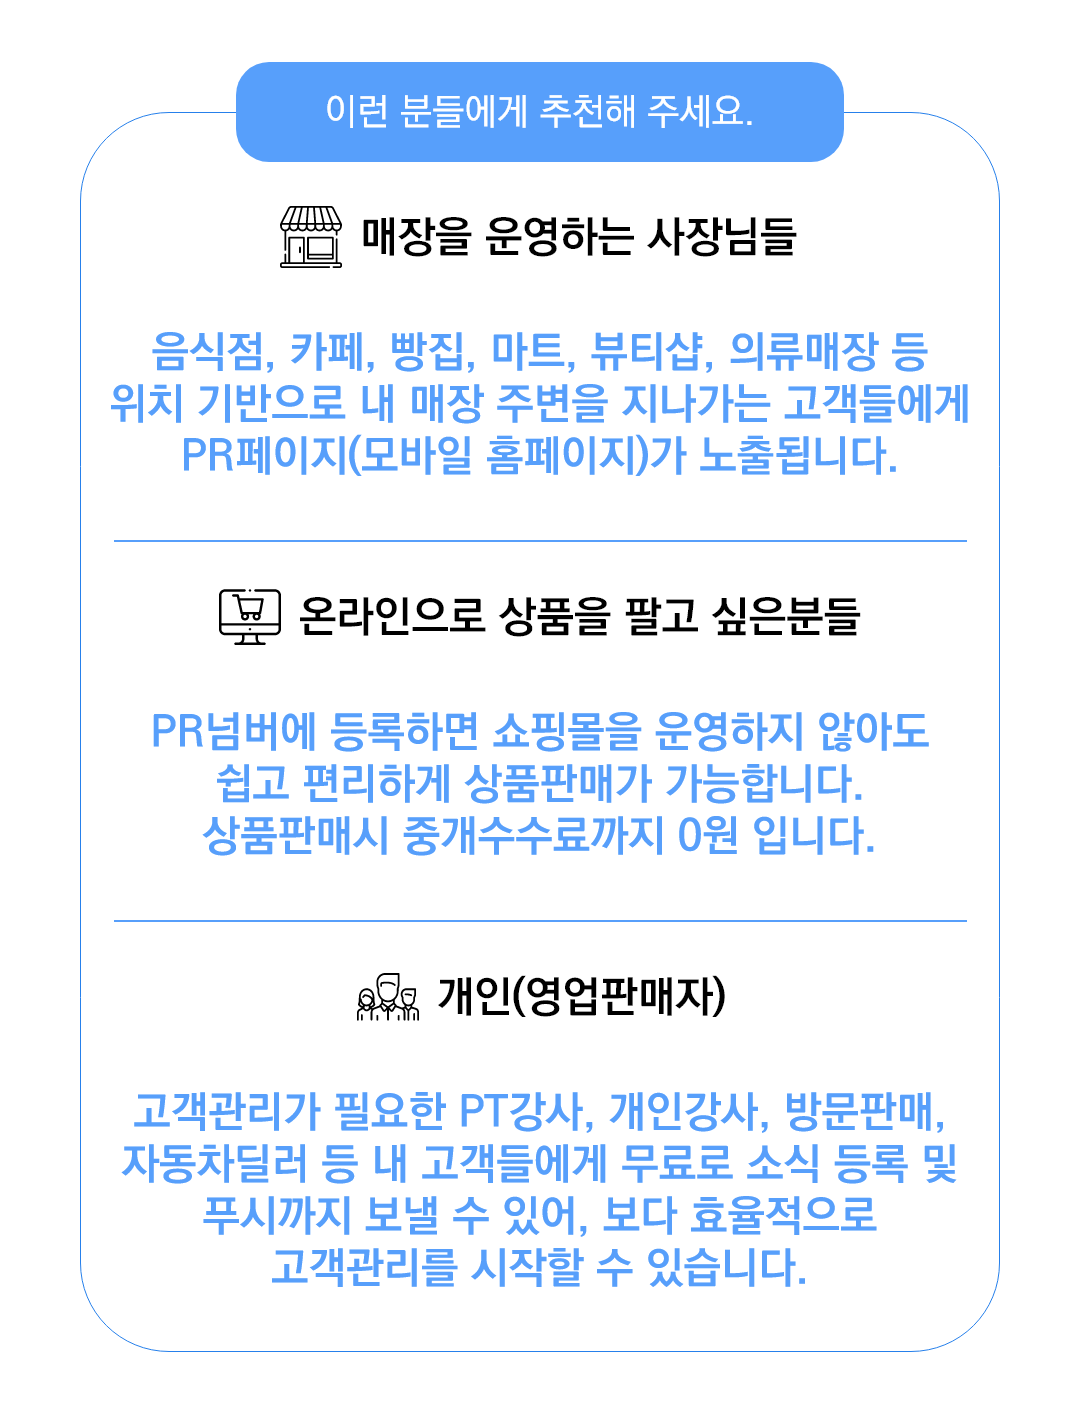 이런 분들에게 추천해 주세요.
매장을 운영하는 사장님들
음식점, 카페, 빵집, 마트, 뷰티샵, 의류매장 등
위치 기반으로 내 매장 주변을 지나가는 고객들에게
PR페이지(모바일 홈페이지)가 노출됩니다.
온라인으로 상품을 팔고 싶은분들
PR넘버에 등록하면 쇼핑몰을 운영하지 않아도
쉽고 편리하게 상품판매가 가능합니다.
상품판매시 중개수수료까지 0원 입니다.
개인(영업판매자)
고객관리가 필요한 PT강사, 개인강사, 방문판매,
자동차딜러 등 내 고객들에게 무료로 소식 등록 및
푸시까지 보낼 수 있어, 보다 효율적으로
고객관리를 시작할 수 있습니다.